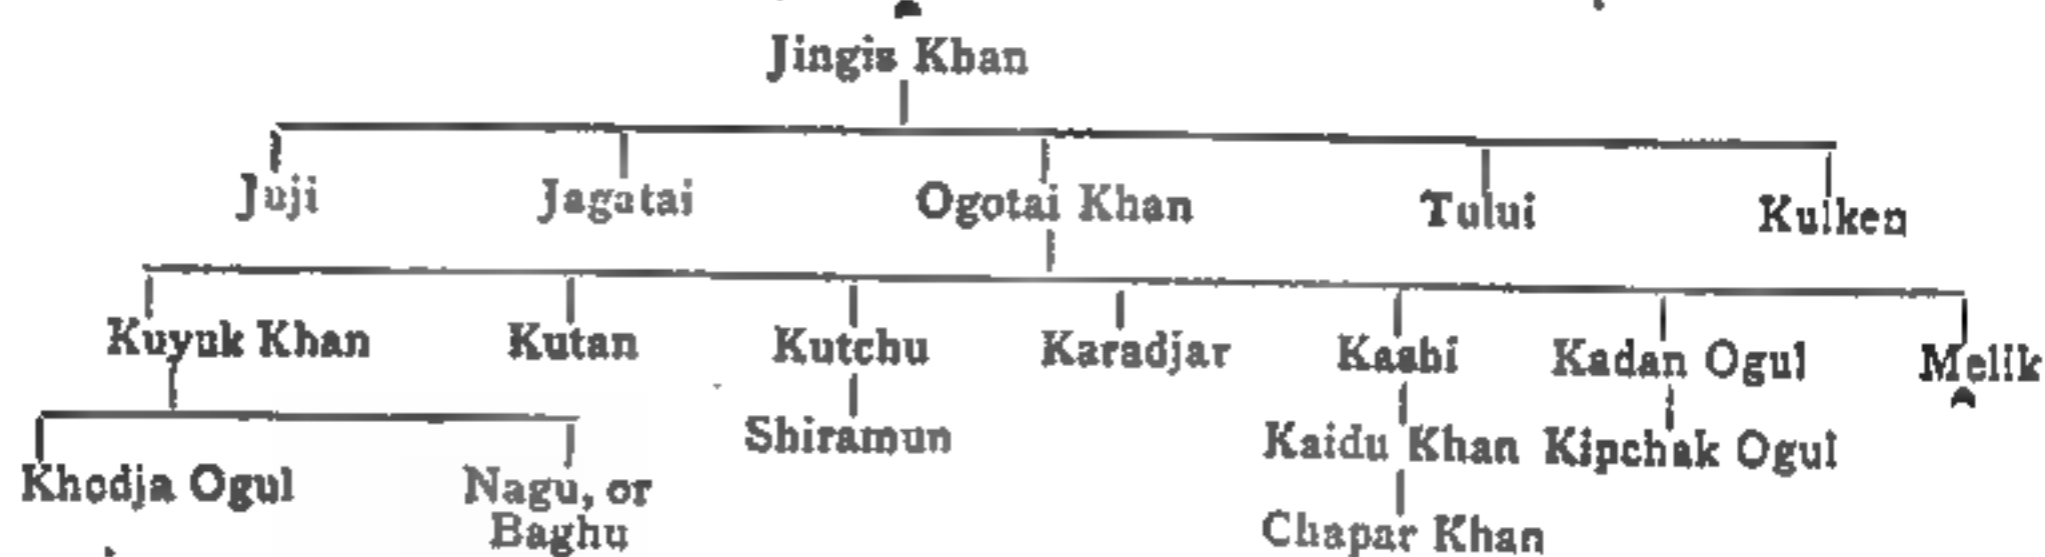 Jingis Khan
Juji Jagatai Ogotai Khan Tului Kulken
Kuyuk Khan Kutan Kutchu Karadjar Kashi Kadan Ogul Melik
Shiramun Kaidu Khan Kipchak Ogul
Khodja Ogul Nagu, or
Baghu Chapar Khan